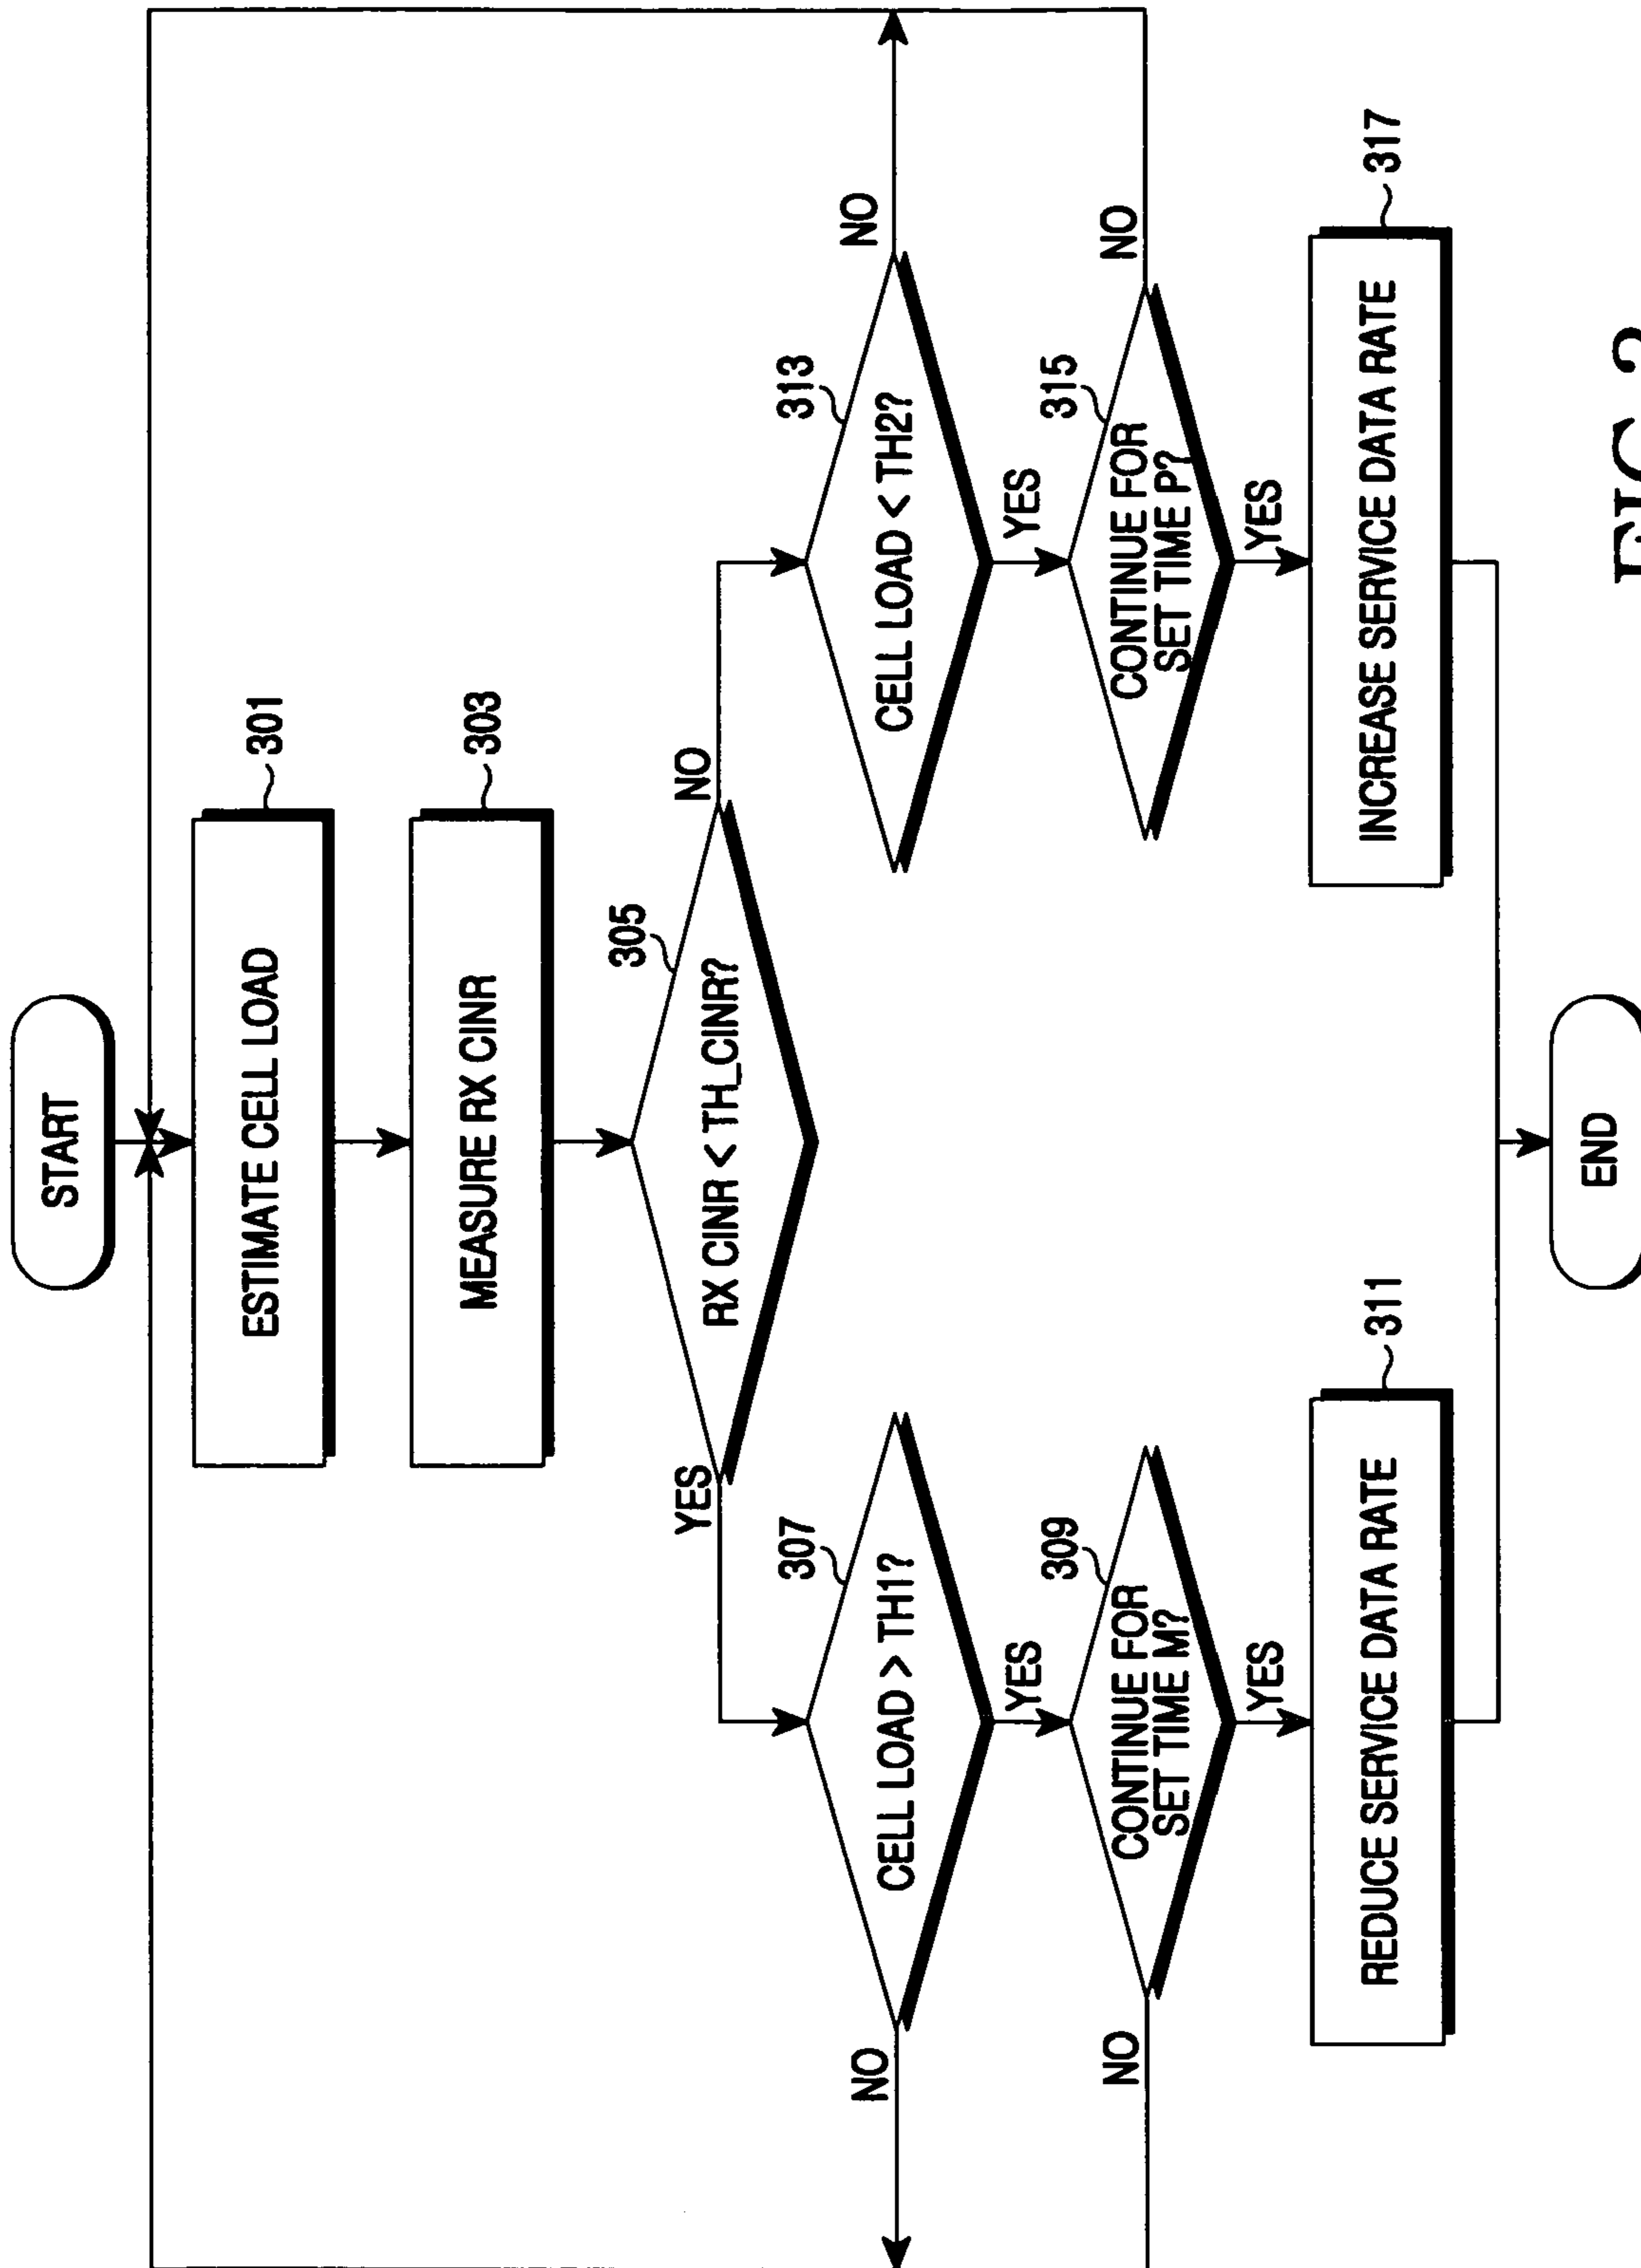 START
ESTIMATE CELL LOAD
301
MEASURE RX CINR
303
RX CINR < TH_CINR?
305
YES
NO
CELL LOAD > TH1?
307
NO
YES
CONTINUE FOR
SET TIME M?
309
NO
YES
REDUCE SERVICE DATA RATE
311
CELL LOAD < TH2?
313
NO
YES
CONTINUE FOR
SET TIME P?
315
NO
YES
INCREASE SERVICE DATA RATE
317
END